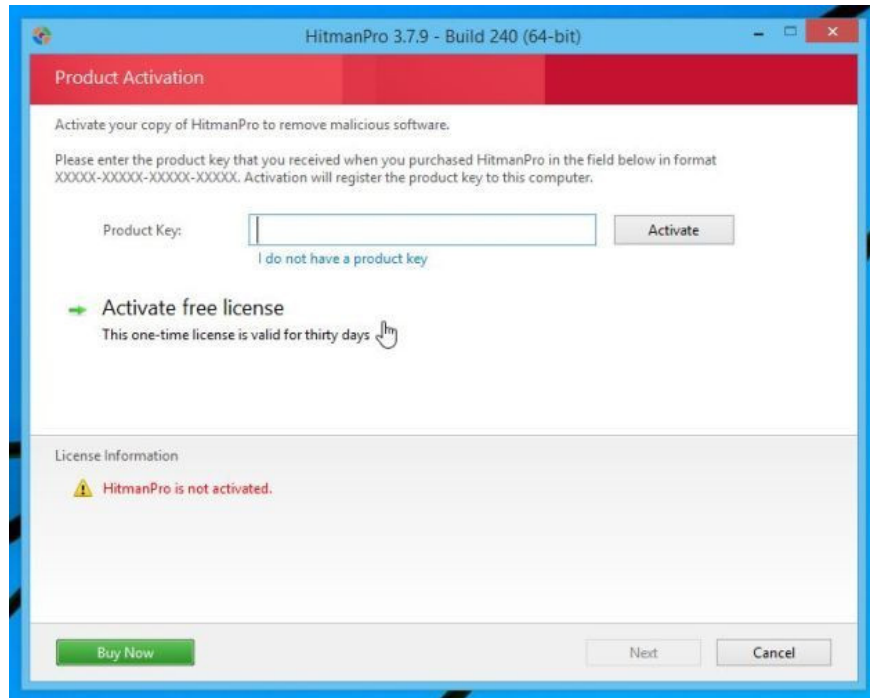 HitmanPro 3.7.9 - Build 240 (64-bit)
Product Activation
Activate your copy of HitmanPro to remove malicious software.
Please enter the product key that you received when you purchased HitmanPro in the field below in format
XXXXX-XXXXX-XXXXX-XXXXX. Activation will register the product key to this computer.
Product Key:
Activate
I do not have a product key
Activate free license
This one-time license is valid for thirty days
License Information
HitmanPro is not activated.
Buy Now
Next
Cancel